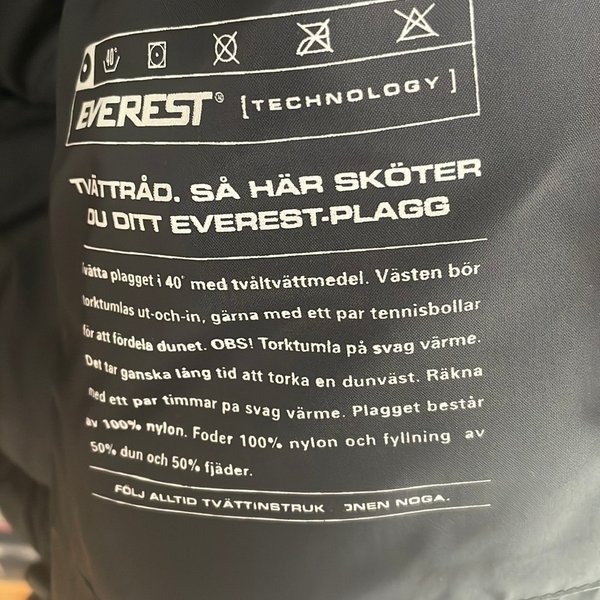 40°
EVEREST® [TECHNOLOGY]
TVÄTTRÅD. SÅ HÄR SKÖTER
DU DITT EVEREST-PLAGG
tvätta plagget i 40° med tvåltvättmedel. Västen bör
torktumlas ut-och-in, gärna med ett par tennisbollar
för att fördela dunet. OBS! Torktumla på svag värme.
Det tar ganska lång tid att torka en dunväst. Räkna
med ett par timmar pa svag värme. Plagget består
av 100% nylon. Foder 100% nylon och fyllning av
50% dun och 50% fjäder.
FÖLJ ALLTID TVÄTTINSTRUK JNEN NOGA.